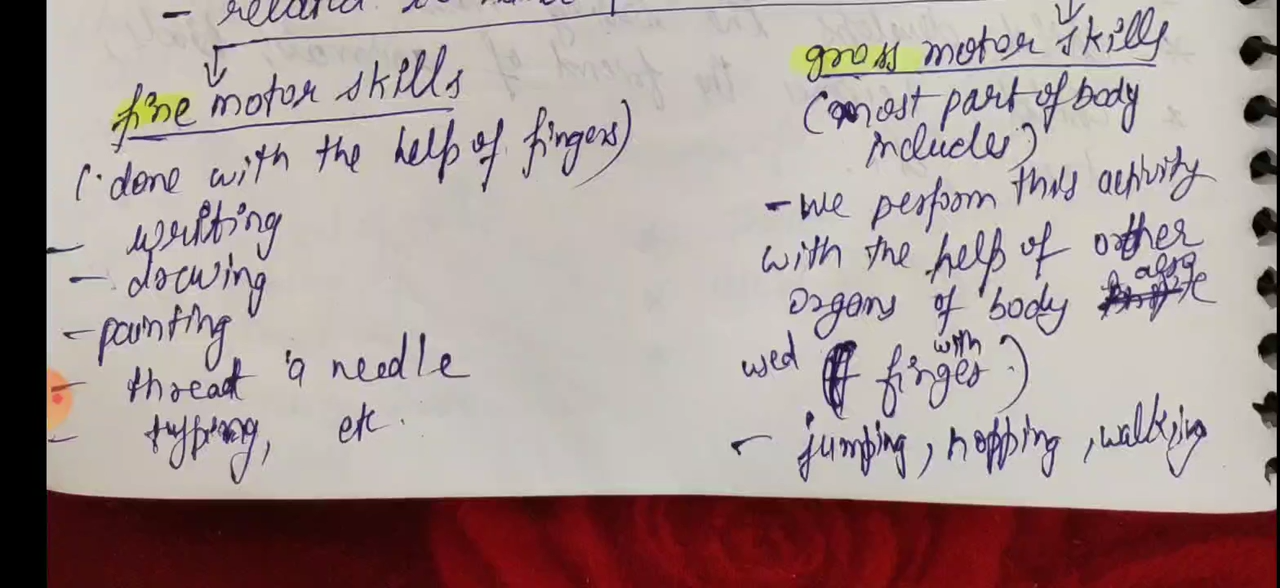 fine motor skills
(. done with the help of fingers)
- writing
- drawing
- painting
- thread a needle
- typing, etc.
gross motor skills
(most part of body
includes)
- we perform this activity
with the help of other
organs of body also
used with finges.)
- jumping, hopping, walking